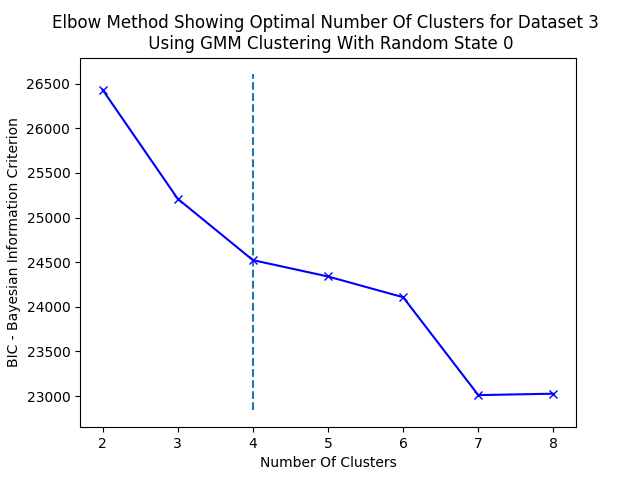 Elbow Method Showing Optimal Number Of Clusters for Dataset 3
Using GMM Clustering With Random State 0
BIC - Bayesian Information Criterion
26500
26000
25500
25000
24500
24000
23500
23000
2 3 4 5 6 7 8
Number Of Clusters